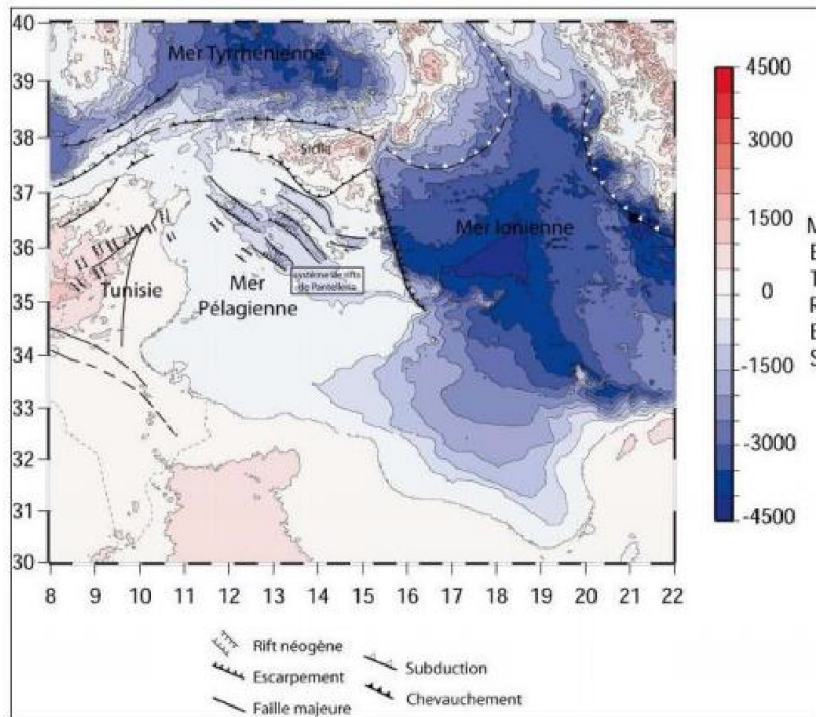 40
39
38
37
36
35
34
33
32
31
30
8 9 10 11 12 13 14 15 16 17 18 19 20 21 22
Mer Tyrrhénienne
Sicile
Mer Ionienne
système de rifts
de Pantelleria
Tunisie
Mer
Pélagienne
4500
3000
1500
0
-1500
-3000
-4500
M
E
T
R
E
S
Rift néogène
Escarpement
Faille majeure
Subduction
Chevauchement